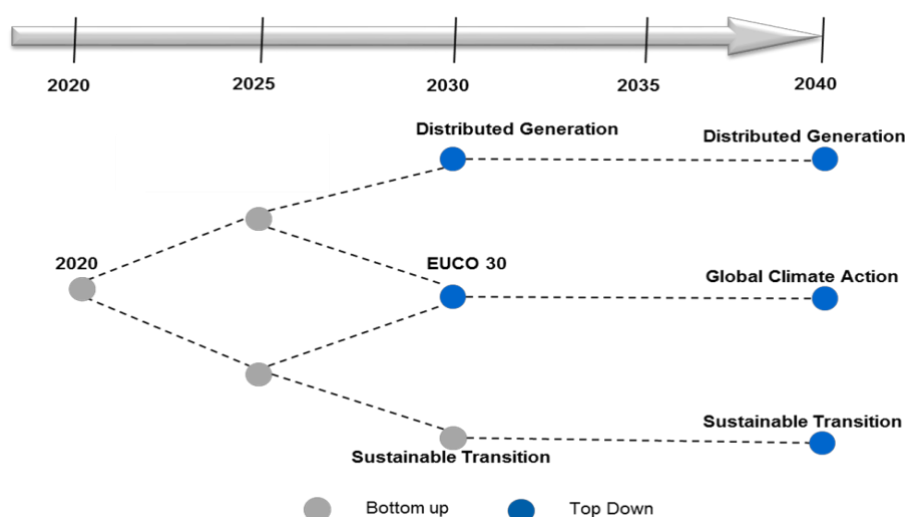 2020
2025
2030
2035
2040
Distributed Generation
Distributed Generation
2020
EUCO 30
Global Climate Action
Sustainable Transition
Sustainable Transition
Bottom up
Top Down